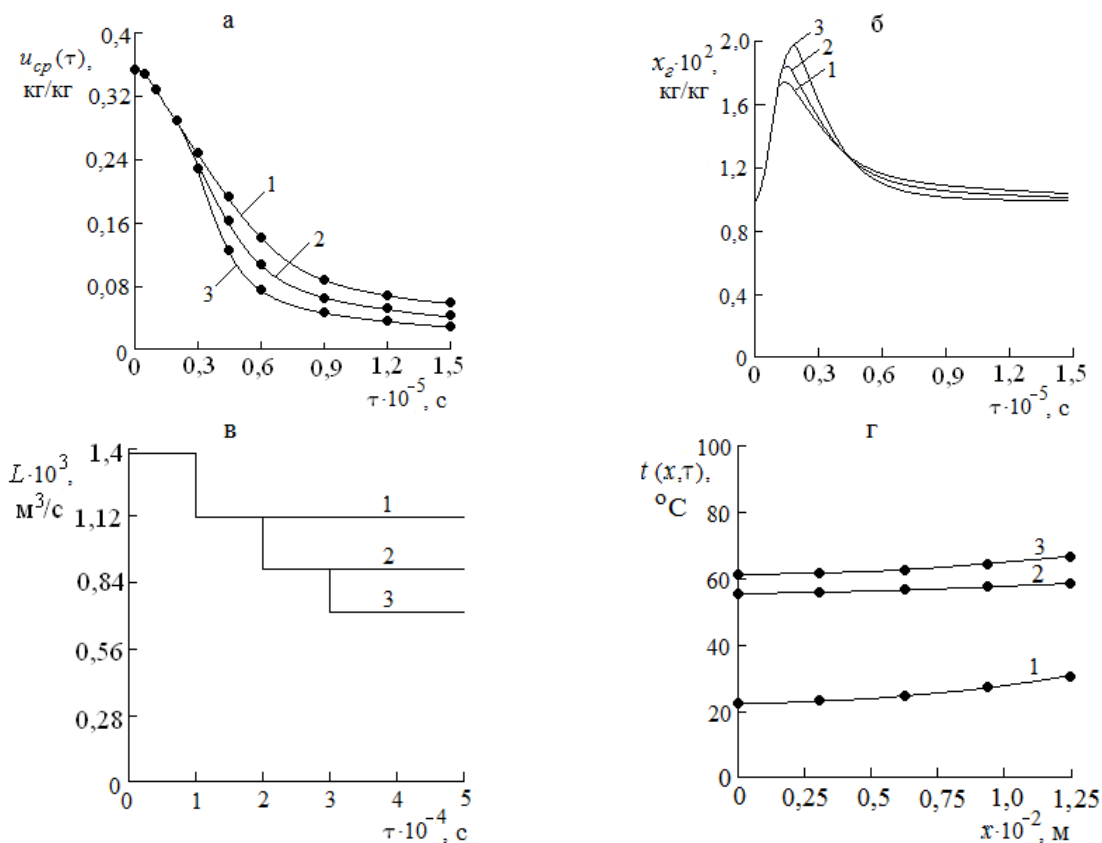 а
0,4
u_ср(τ),
кг/кг
0,32
0,24
0,16
0,08
0
1
2
3
0 0,3 0,6 0,9 1,2 1,5
τ·10⁻⁵, с
б
2,0
x_г·10²,
кг/кг
1,6
1,2
0,8
0,4
0
3
2
1
0 0,3 0,6 0,9 1,2 1,5
τ·10⁻⁵, с
в
1,4
L·10³,
м³/с
1,12
0,84
0,56
0,28
0
1
2
3
0 1 2 3 4 5
τ·10⁻⁴, с
г
100
t(x,τ),
°С
80
60
40
20
0
3
2
1
0 0,25 0,5 0,75 1,0 1,25
x·10⁻², м